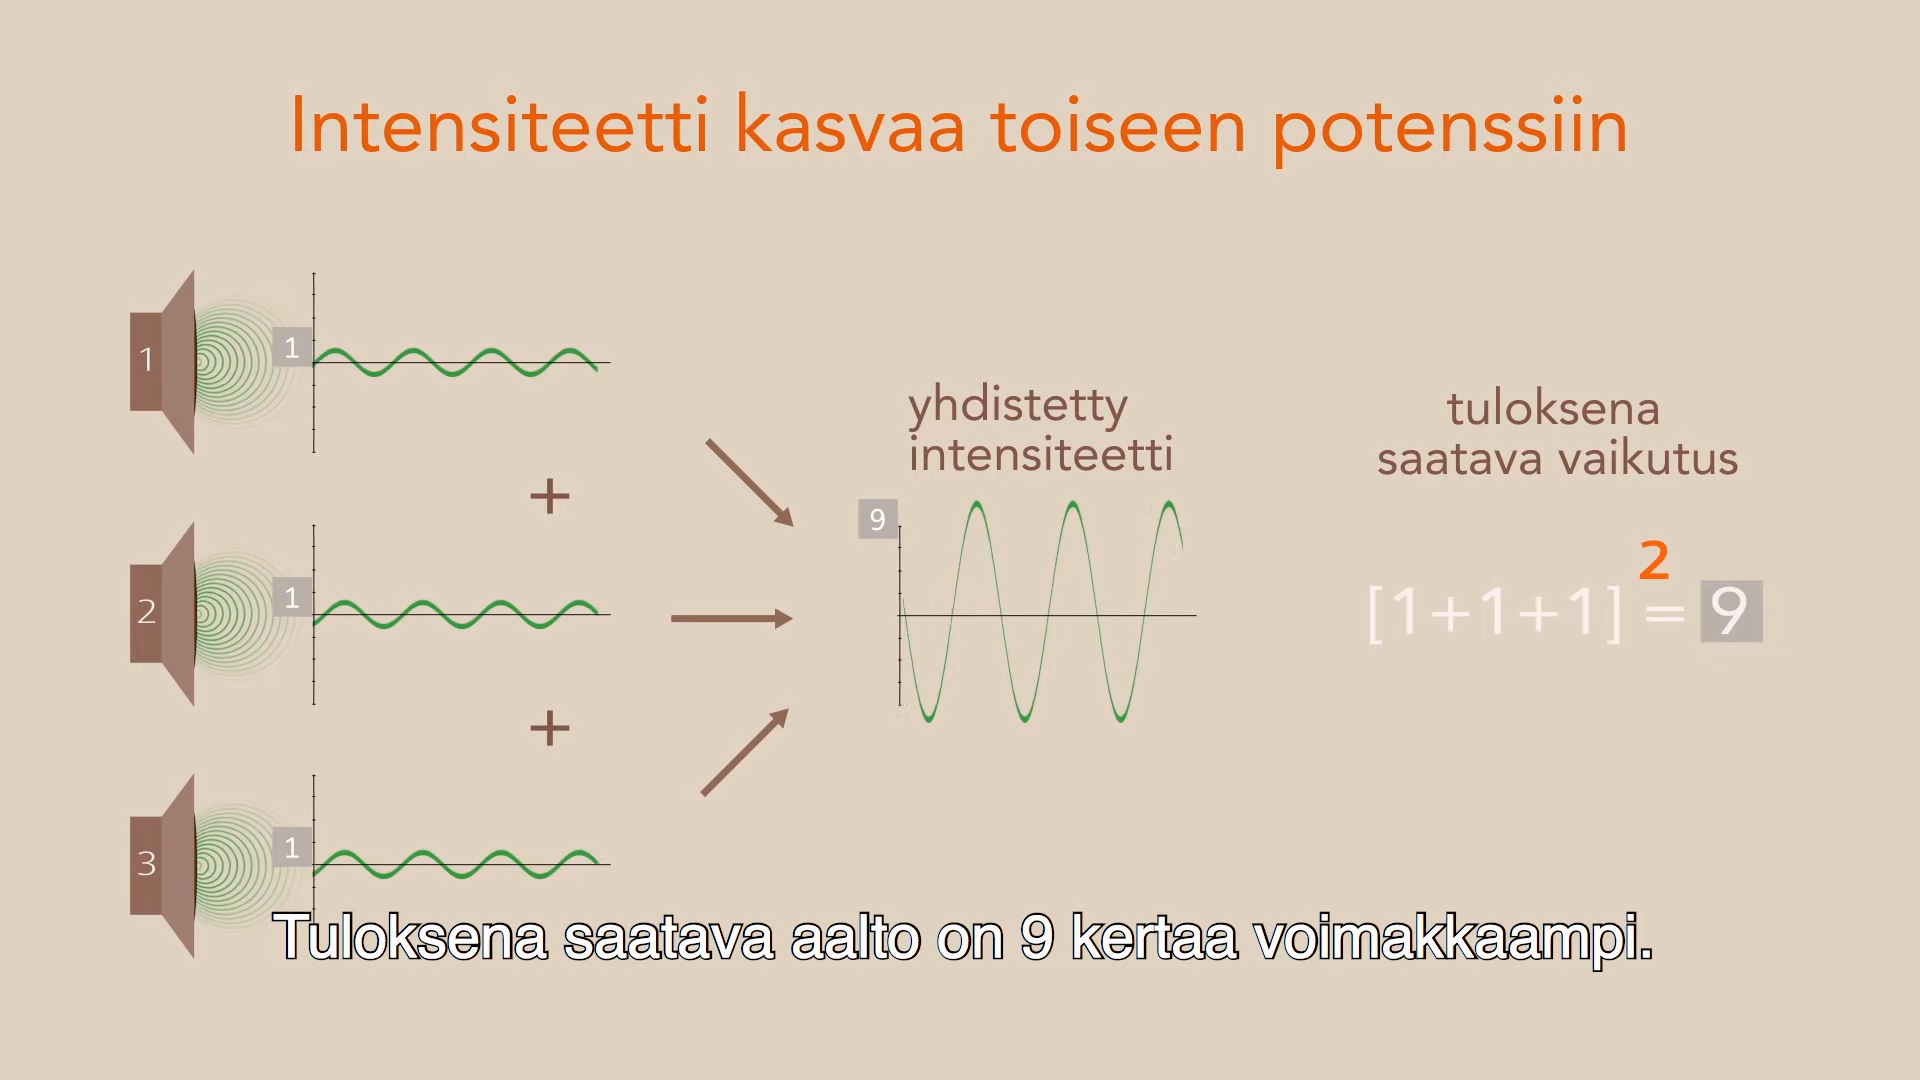 Intensiteetti kasvaa toiseen potenssiin
1
1
+
2
1
+
3
1
yhdistetty
intensiteetti
9
tuloksena
saatava vaikutus
[1+1+1]² = 9
Tuloksena saatava aalto on 9 kertaa voimakkaampi.